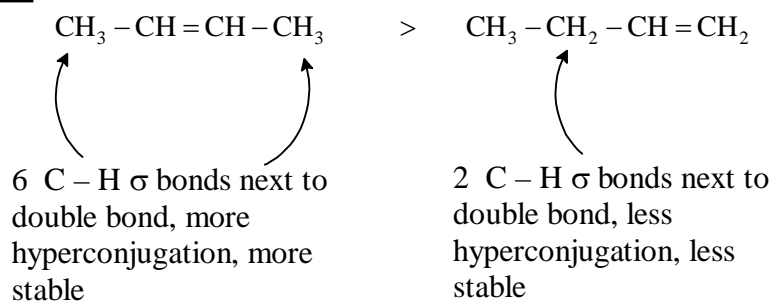 CH₃ – CH = CH – CH₃ > CH₃ – CH₂ – CH = CH₂
6 C – H σ bonds next to
double bond, more
hyperconjugation, more
stable
2 C – H σ bonds next to
double bond, less
hyperconjugation, less
stable